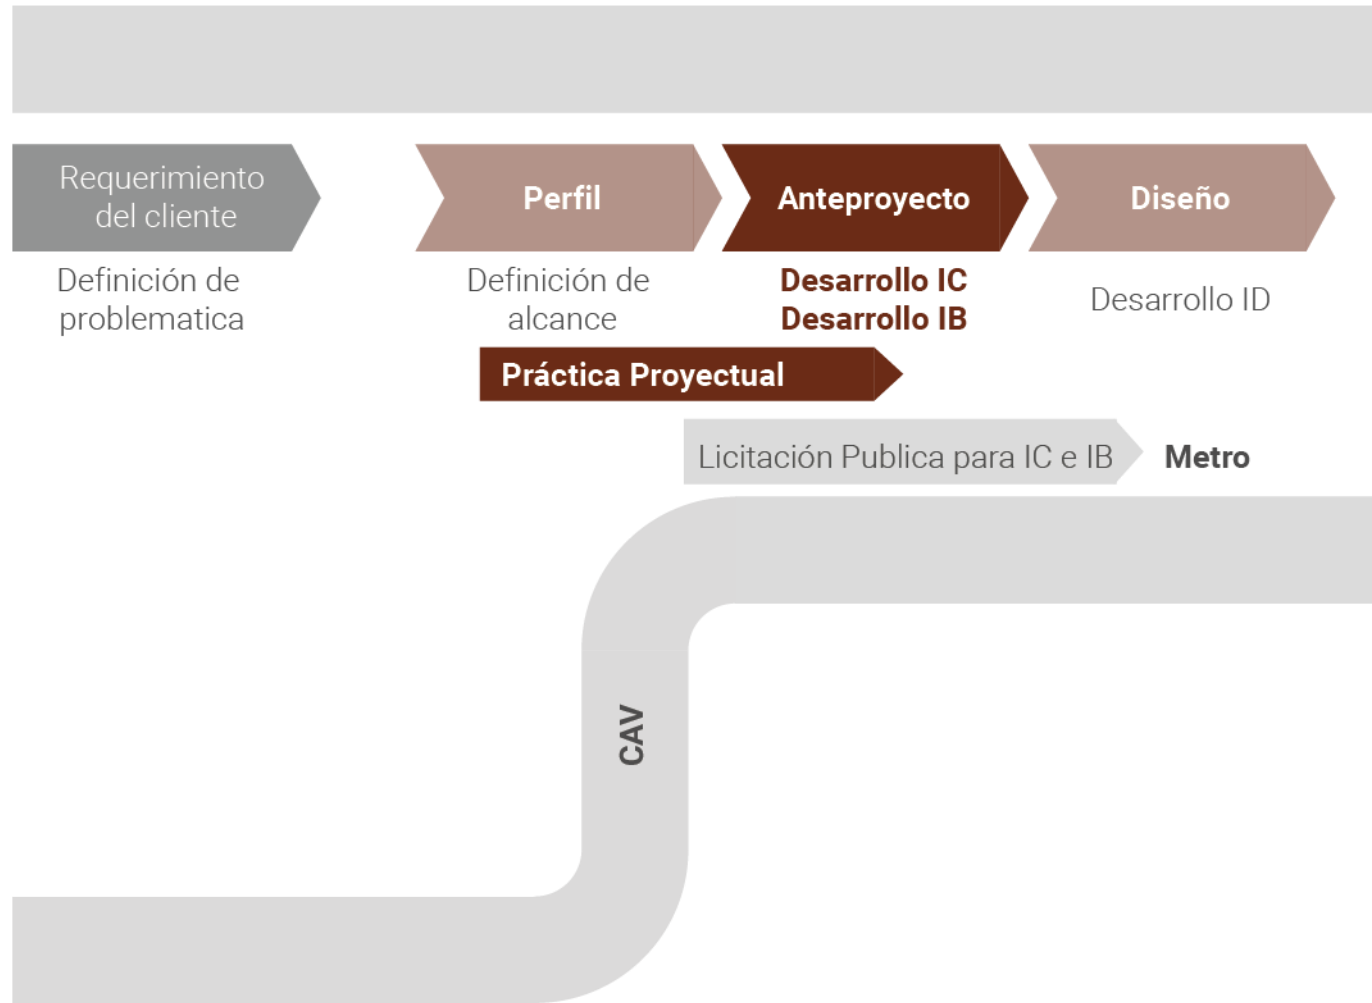 Requerimiento
del cliente
Perfil
Anteproyecto
Diseño
Definición de
problematica
Definición de
alcance
Desarrollo IC
Desarrollo IB
Desarrollo ID
Práctica Proyectual
Licitación Publica para IC e IB
Metro
CAV